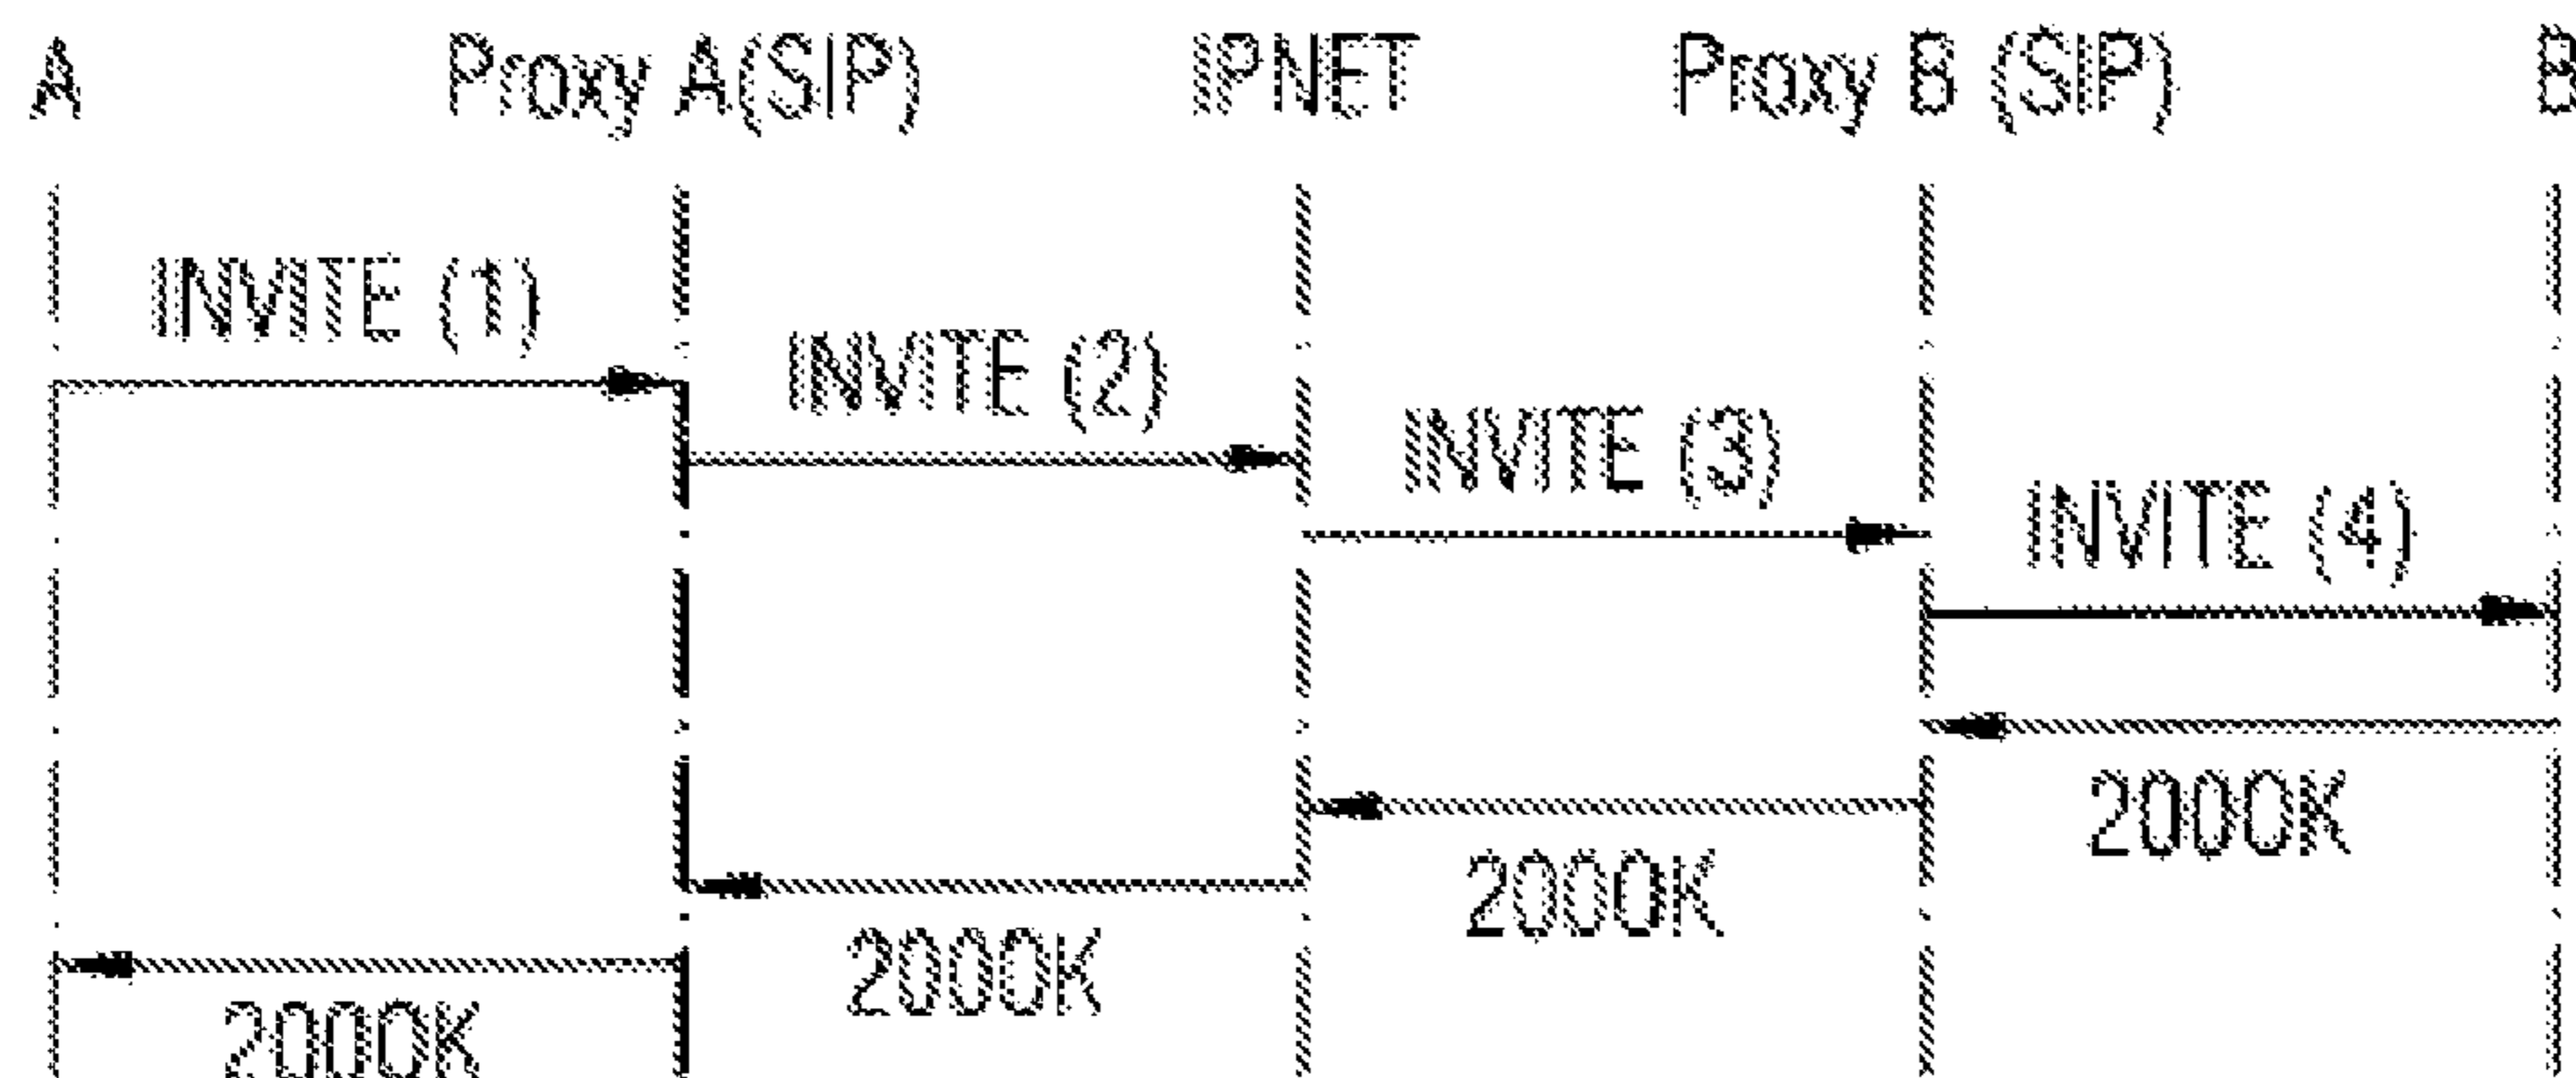 A Proxy A(SIP) IPNET Proxy B (SIP) B
INVITE (1)
INVITE (2)
INVITE (3)
INVITE (4)
200OK
200OK
200OK
200OK